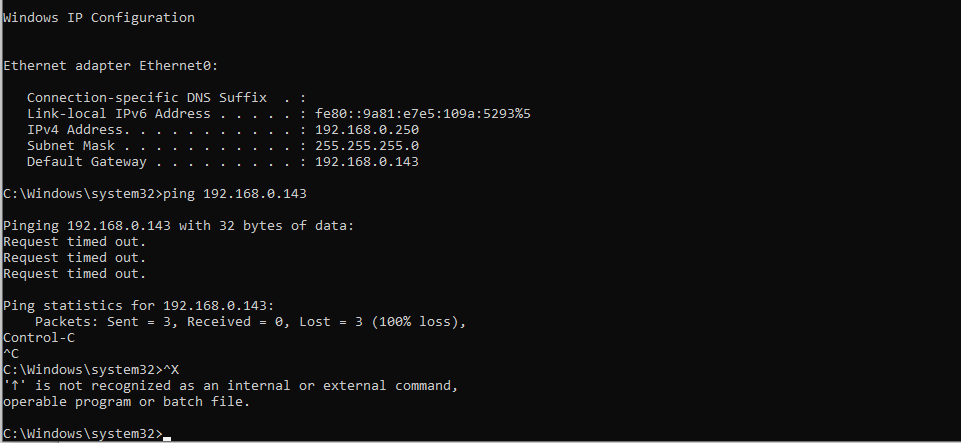 Windows IP Configuration
Ethernet adapter Ethernet0:
Connection-specific DNS Suffix  . :
Link-local IPv6 Address . . . . . : fe80::9a81:e7e5:109a:5293%5
IPv4 Address. . . . . . . . . . . : 192.168.0.250
Subnet Mask . . . . . . . . . . . : 255.255.255.0
Default Gateway . . . . . . . . . : 192.168.0.143
C:\Windows\system32>ping 192.168.0.143
Pinging 192.168.0.143 with 32 bytes of data:
Request timed out.
Request timed out.
Request timed out.
Ping statistics for 192.168.0.143:
Packets: Sent = 3, Received = 0, Lost = 3 (100% loss),
Control-C
^C
C:\Windows\system32>^X
'↑' is not recognized as an internal or external command,
operable program or batch file.
C:\Windows\system32>